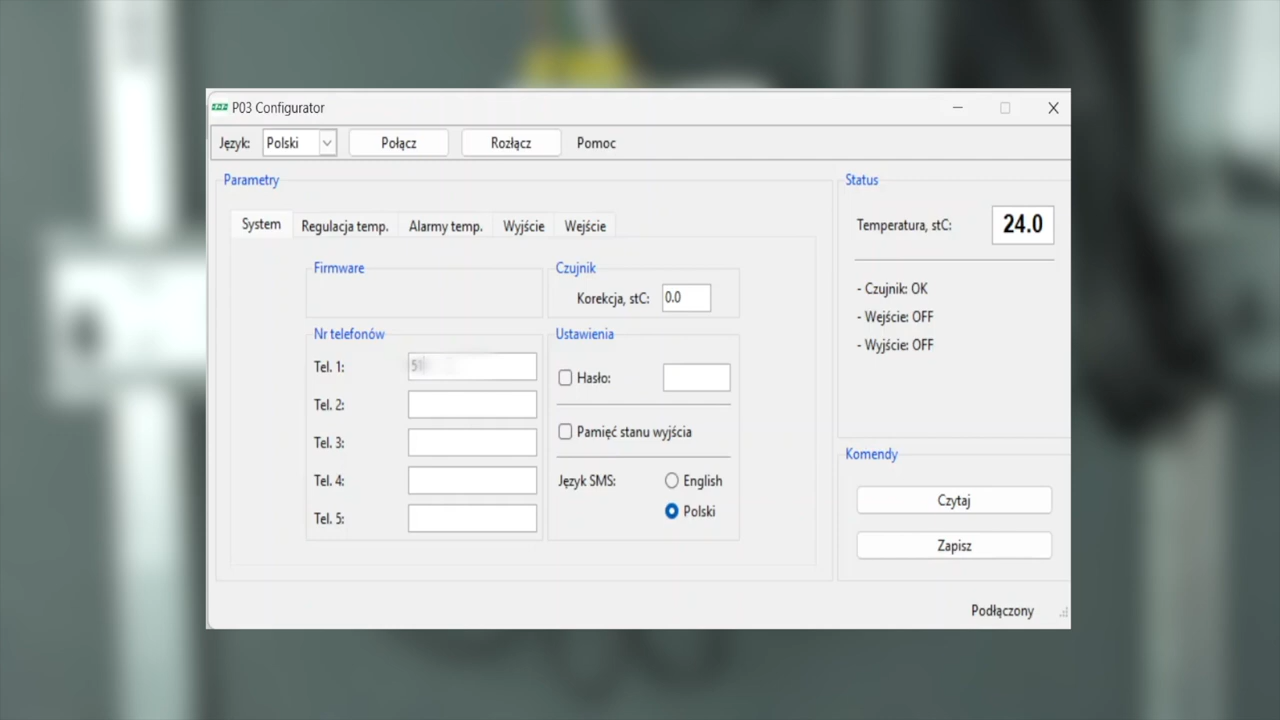 P03 Configurator
Język: Polski Połącz Rozłącz Pomoc
Parametry
System Regulacja temp. Alarmy temp. Wyjście Wejście
Firmware
Nr telefonów
Tel. 1:
Tel. 2:
Tel. 3:
Tel. 4:
Tel. 5:
Czujnik
Korekcja, stC: 0.0
Ustawienia
Hasło:
Pamięć stanu wyjścia
Język SMS: English
Polski
Status
Temperatura, stC: 24.0
- Czujnik: OK
- Wejście: OFF
- Wyjście: OFF
Komendy
Czytaj
Zapisz
Podłączony